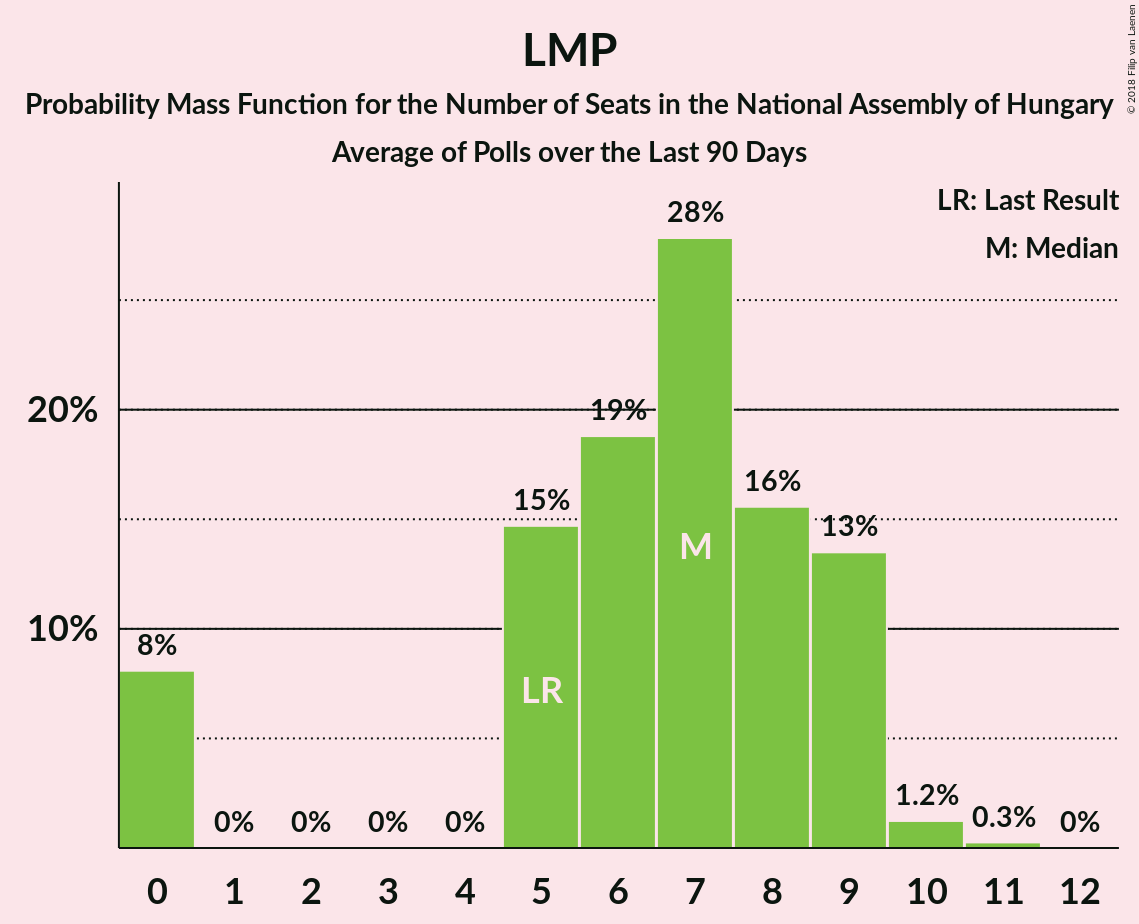 LMP
Probability Mass Function for the Number of Seats in the National Assembly of Hungary
Average of Polls over the Last 90 Days
© 2018 Filip van Laenen
LR: Last Result
M: Median
28%
20%
19%
16%
15%
13%
M
10%
8%
LR
1.2%
0.3%
0% 0% 0% 0% 0%
0 1 2 3 4 5 6 7 8 9 10 11 12